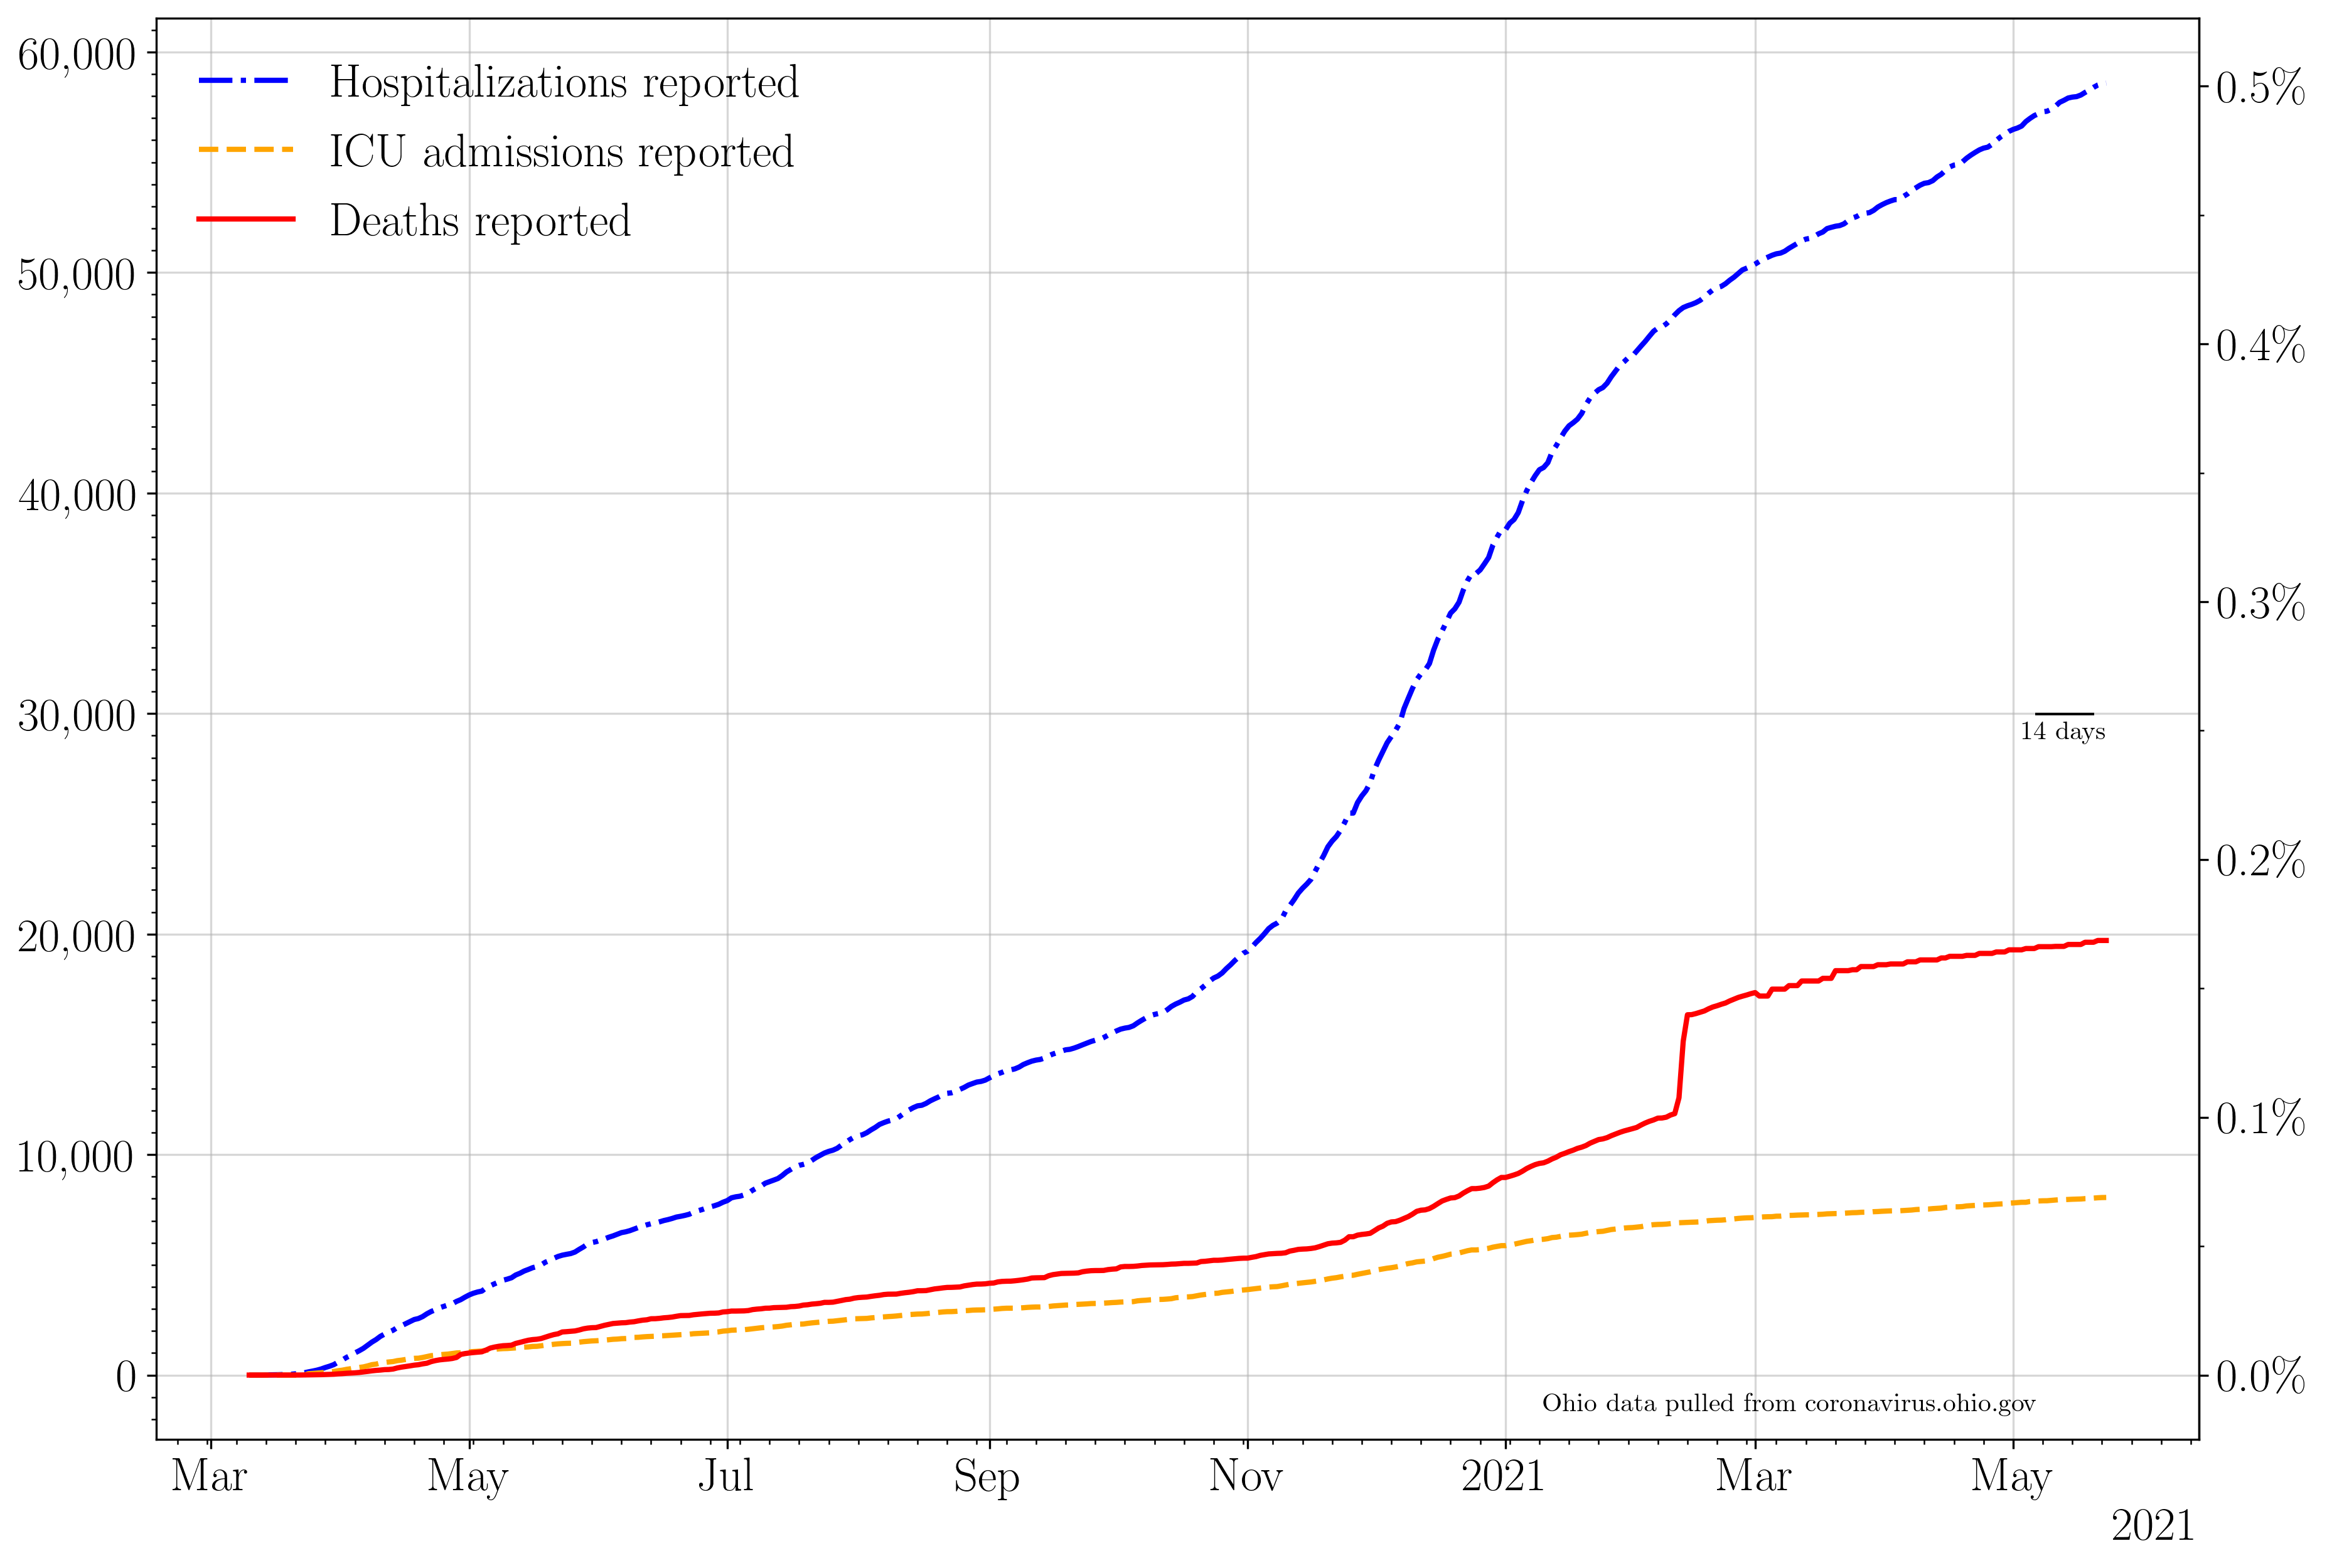 60,000
50,000
40,000
30,000
20,000
10,000
0
Hospitalizations reported
ICU admissions reported
Deaths reported
0.5%
0.4%
0.3%
0.2%
0.1%
0.0%
14 days
Ohio data pulled from coronavirus.ohio.gov
Mar May Jul Sep Nov 2021 Mar May
2021